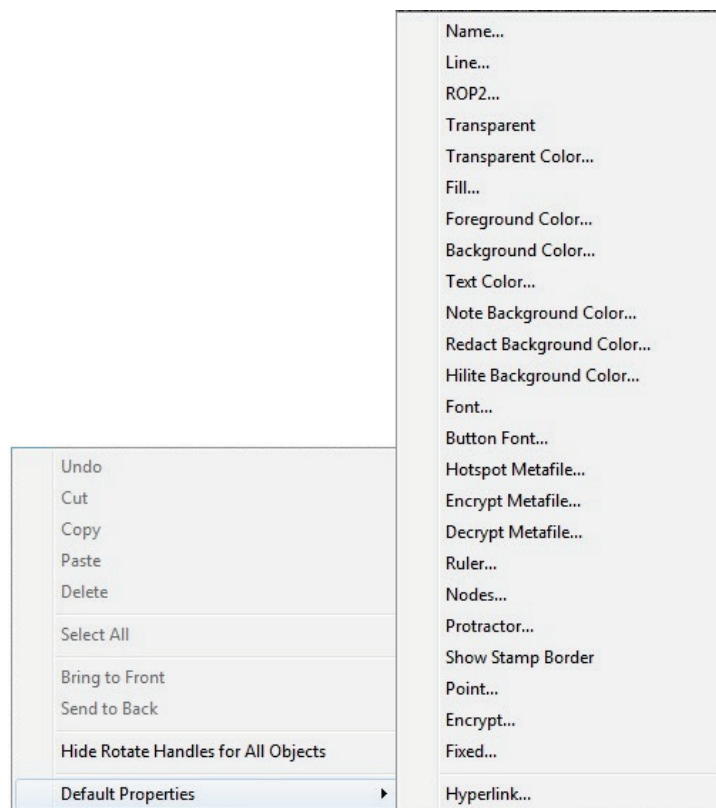 Name...
Line...
ROP2...
Transparent
Transparent Color...
Fill...
Foreground Color...
Background Color...
Text Color...
Note Background Color...
Redact Background Color...
Hilite Background Color...
Font...
Button Font...
Hotspot Metafile...
Encrypt Metafile...
Decrypt Metafile...
Ruler...
Nodes...
Protractor...
Show Stamp Border
Point...
Encrypt...
Fixed...
Hyperlink...
Undo
Cut
Copy
Paste
Delete
Select All
Bring to Front
Send to Back
Hide Rotate Handles for All Objects
Default Properties